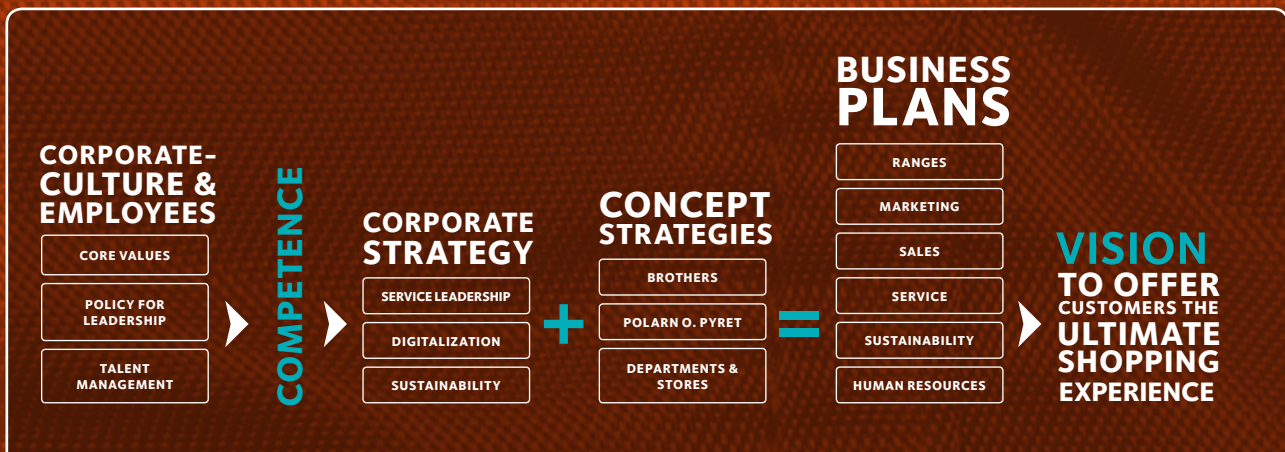 CORPORATE-
CULTURE &
EMPLOYEES
CORE VALUES
POLICY FOR
LEADERSHIP
TALENT
MANAGEMENT
COMPETENCE
CORPORATE
STRATEGY
SERVICE LEADERSHIP
DIGITALIZATION
SUSTAINABILITY
+
CONCEPT
STRATEGIES
BROTHERS
POLARN O. PYRET
DEPARTMENTS &
STORES
=
BUSINESS
PLANS
RANGES
MARKETING
SALES
SERVICE
SUSTAINABILITY
HUMAN RESOURCES
VISION
TO OFFER
CUSTOMERS THE
ULTIMATE
SHOPPING
EXPERIENCE